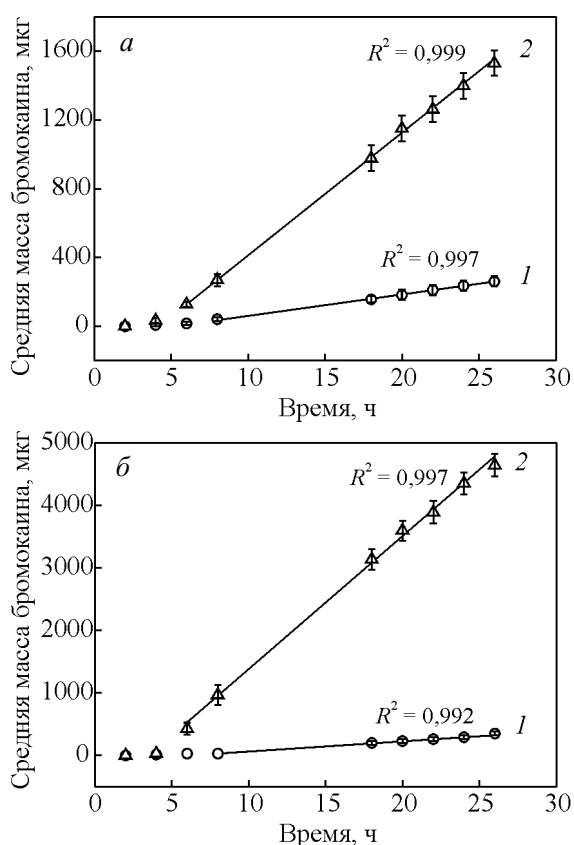 а
R² = 0,999
2
R² = 0,997
1
Средняя масса бромокаина, мкг
1600
1200
800
400
0
0 5 10 15 20 25 30
Время, ч
б
R² = 0,997
2
R² = 0,992
1
Средняя масса бромокаина, мкг
5000
4000
3000
2000
1000
0
0 5 10 15 20 25 30
Время, ч